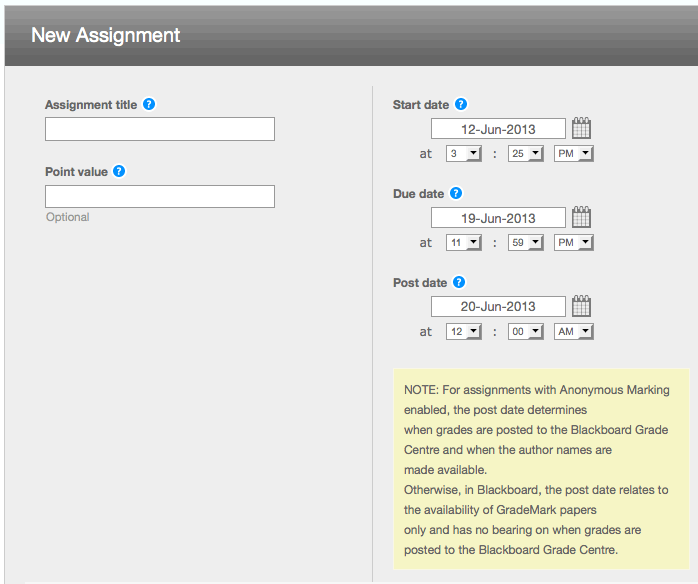 New Assignment
Assignment title ?
Point value ?
Optional
Start date ?
12-Jun-2013
at 3 : 25 PM
Due date ?
19-Jun-2013
at 11 : 59 PM
Post date ?
20-Jun-2013
at 12 : 00 AM
NOTE: For assignments with Anonymous Marking
enabled, the post date determines
when grades are posted to the Blackboard Grade
Centre and when the author names are
made available.
Otherwise, in Blackboard, the post date relates to
the availability of GradeMark papers
only and has no bearing on when grades are
posted to the Blackboard Grade Centre.